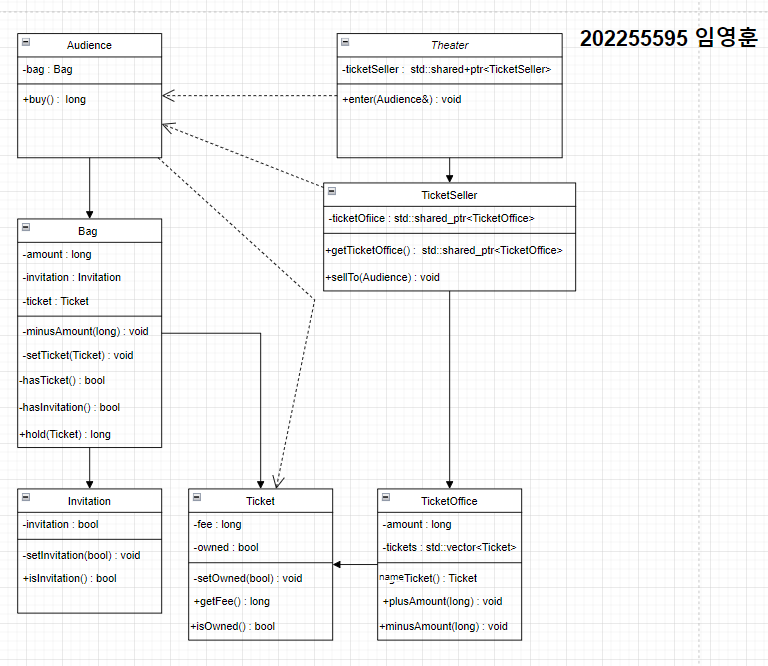 202255595 임영훈
Audience
-bag : Bag
+buy() : long
Theater
-ticketSeller : std::shared+ptr<TicketSeller>
+enter(Audience&) : void
TicketSeller
-ticketOfiice : std::shared_ptr<TicketOffice>
+getTicketOffice() : std::shared_ptr<TicketOffice>
+sellTo(Audience) : void
Bag
-amount : long
-invitation : Invitation
-ticket : Ticket
-minusAmount(long) : void
-setTicket(Ticket) : void
-hasTicket() : bool
-hasInvitation() : bool
+hold(Ticket) : long
Invitation
-invitation : bool
-setInvitation(bool) : void
+isInvitation() : bool
Ticket
-fee : long
-owned : bool
-setOwned(bool) : void
+getFee() : long
+isOwned() : bool
TicketOffice
-amount : long
-tickets : std::vector<Ticket>
Ticket() : Ticket
+plusAmount(long) : void
+minusAmount(long) : void